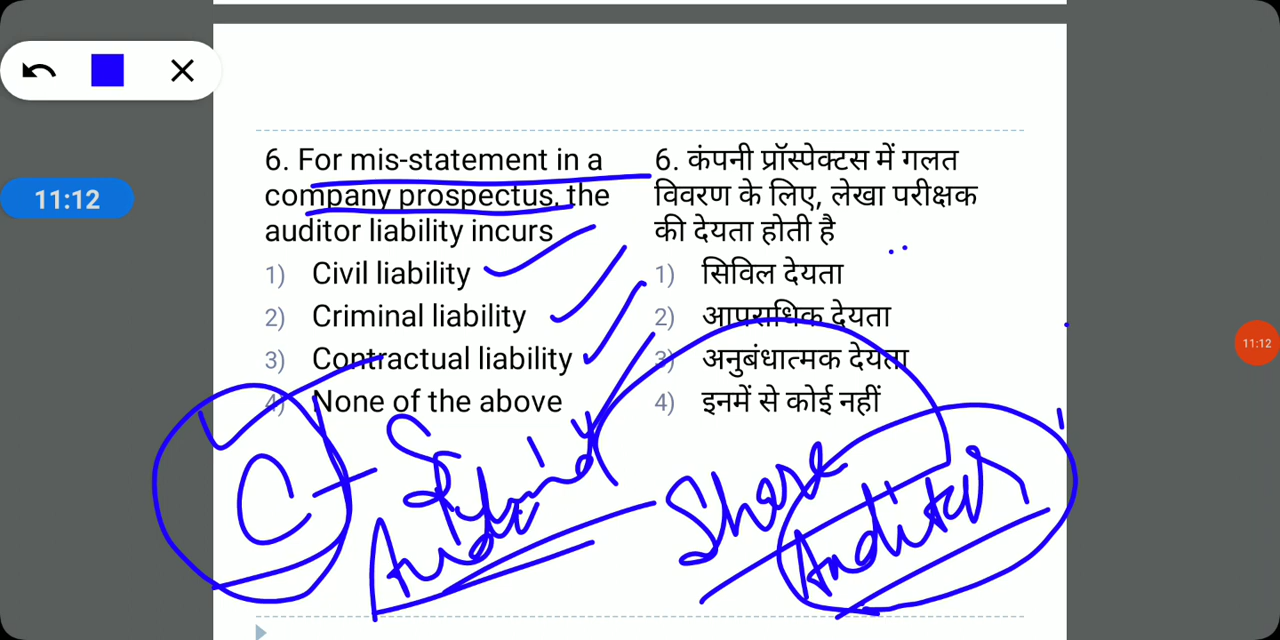 11:12
6. For mis-statement in a
company prospectus, the
auditor liability incurs
1) Civil liability
2) Criminal liability
3) Contractual liability
4) None of the above
6. कंपनी प्रॉस्पेक्टस में गलत
विवरण के लिए, लेखा परीक्षक
की देयता होती है
1) सिविल देयता
2) आपराधिक देयता
3) अनुबंधात्मक देयता
4) इनमें से कोई नहीं
C
Share
Auditor
11:12